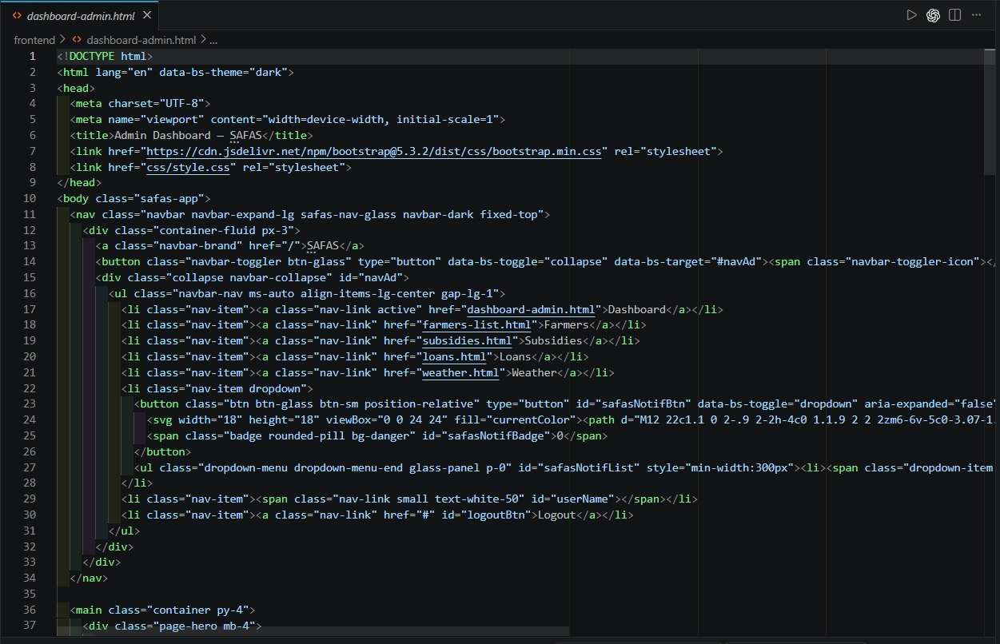 dashboard-admin.html
frontend > dashboard-admin.html > ...
1 <!DOCTYPE html>
2 <html lang="en" data-bs-theme="dark">
3 <head>
4 <meta charset="UTF-8">
5 <meta name="viewport" content="width=device-width, initial-scale=1">
6 <title>Admin Dashboard — SAFAS</title>
7 <link href="https://cdn.jsdelivr.net/npm/bootstrap@5.3.2/dist/css/bootstrap.min.css" rel="stylesheet">
8 <link href="css/style.css" rel="stylesheet">
9 </head>
10 <body class="safas-app">
11 <nav class="navbar navbar-expand-lg safas-nav-glass navbar-dark fixed-top">
12 <div class="container-fluid px-3">
13 <a class="navbar-brand" href="/">SAFAS</a>
14 <button class="navbar-toggler btn-glass" type="button" data-bs-toggle="collapse" data-bs-target="#navAd"><span class="navbar-toggler-icon"></
15 <div class="collapse navbar-collapse" id="navAd">
16 <ul class="navbar-nav ms-auto align-items-lg-center gap-lg-1">
17 <li class="nav-item"><a class="nav-link active" href="dashboard-admin.html">Dashboard</a></li>
18 <li class="nav-item"><a class="nav-link" href="farmers-list.html">Farmers</a></li>
19 <li class="nav-item"><a class="nav-link" href="subsidies.html">Subsidies</a></li>
20 <li class="nav-item"><a class="nav-link" href="loans.html">Loans</a></li>
21 <li class="nav-item"><a class="nav-link" href="weather.html">Weather</a></li>
22 <li class="nav-item dropdown">
23 <button class="btn btn-glass btn-sm position-relative" type="button" id="safasNotifBtn" data-bs-toggle="dropdown" aria-expanded="false"
24 <svg width="18" height="18" viewBox="0 0 24 24" fill="currentColor"><path d="M12 22c1.1 0 2-.9 2-2h-4c0 1.1.9 2 2 2zm6-6v-5c0-3.07-1.
25 <span class="badge rounded-pill bg-danger" id="safasNotifBadge">0</span>
26 </button>
27 <ul class="dropdown-menu dropdown-menu-end glass-panel p-0" id="safasNotifList" style="min-width:300px"><li><span class="dropdown-item
28 </li>
29 <li class="nav-item"><span class="nav-link small text-white-50" id="userName"></span></li>
30 <li class="nav-item"><a class="nav-link" href="#" id="logoutBtn">Logout</a></li>
31 </ul>
32 </div>
33 </div>
34 </nav>
35
36 <main class="container py-4">
37 <div class="page-hero mb-4">